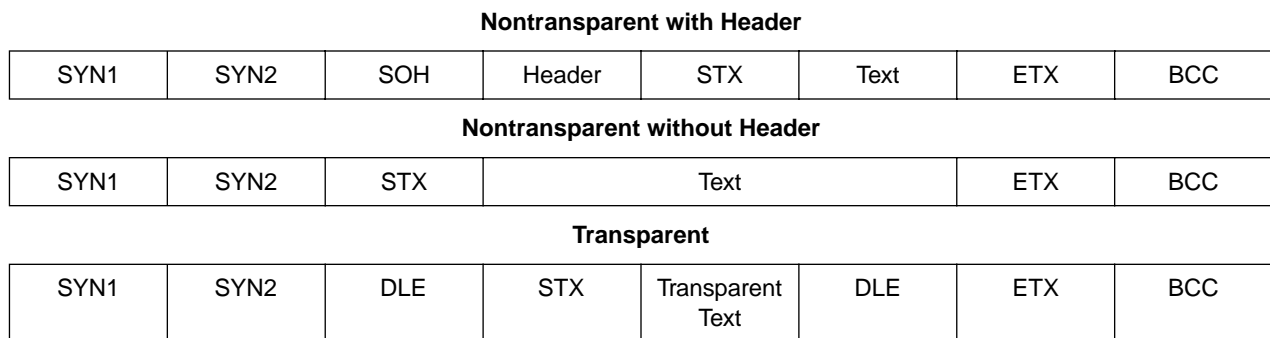 Nontransparent with Header
SYN1 SYN2 SOH Header STX Text ETX BCC
Nontransparent without Header
SYN1 SYN2 STX Text ETX BCC
Transparent
SYN1 SYN2 DLE STX Transparent DLE ETX BCC
Text